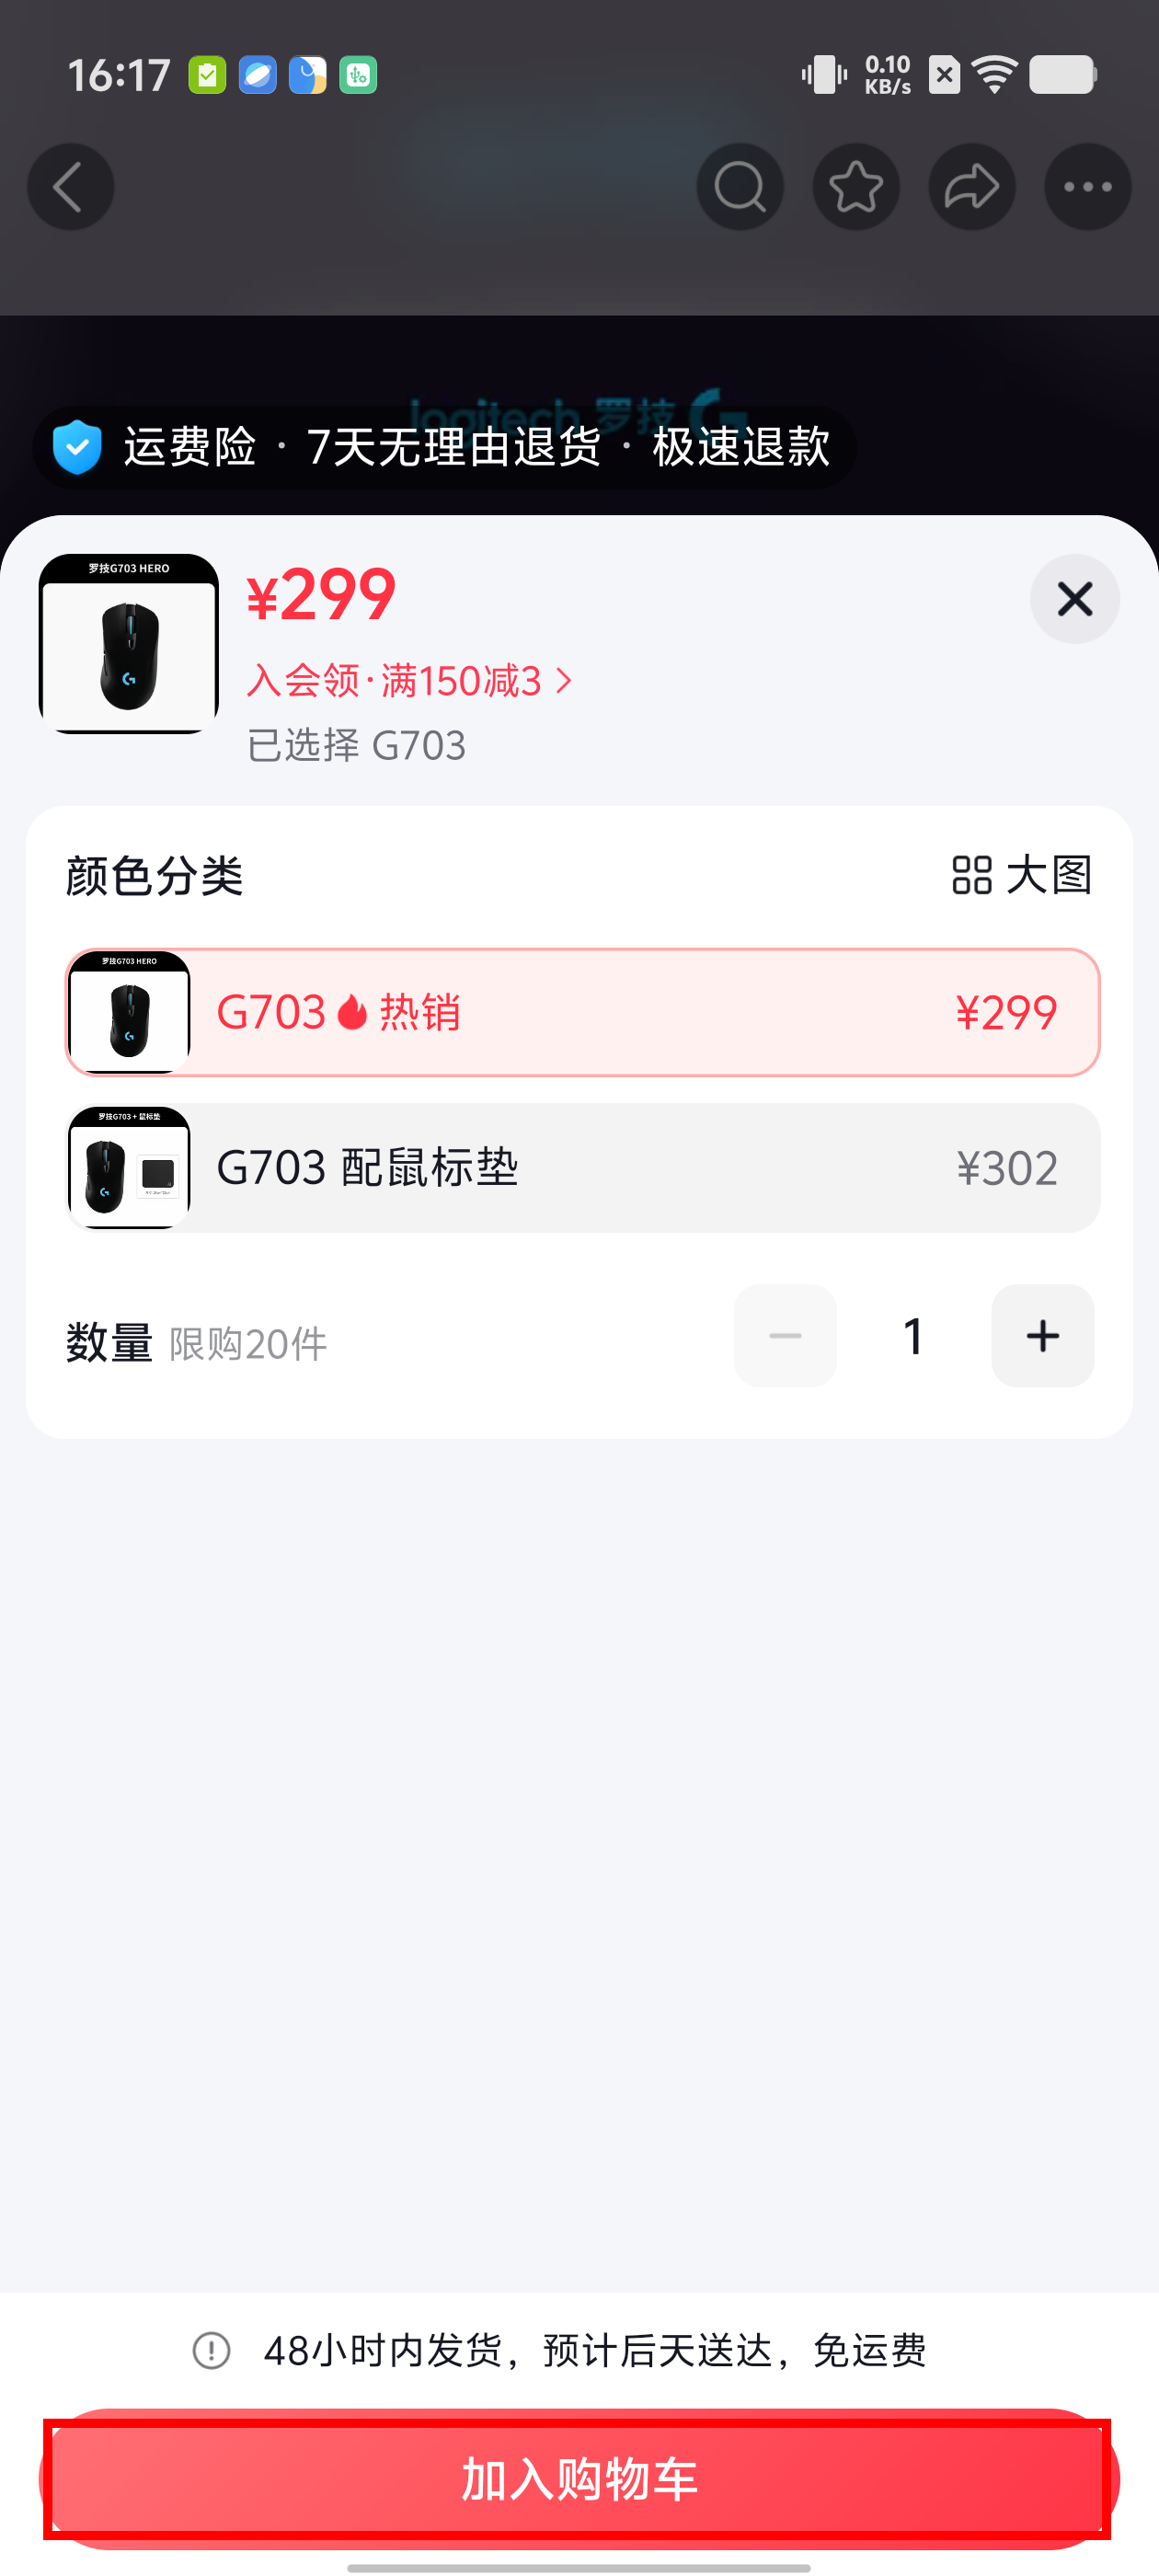 16:17
0.10
KB/s
logitech 罗技
运费险 · 7天无理由退货 · 极速退款
罗技G703 HERO
¥299
入会领·满150减3
已选择 G703
颜色分类
大图
罗技G703 HERO
G703 热销
¥299
罗技G703 + 鼠标垫
G703 配鼠标垫
¥302
数量 限购20件
1
48小时内发货，预计后天送达，免运费
加入购物车